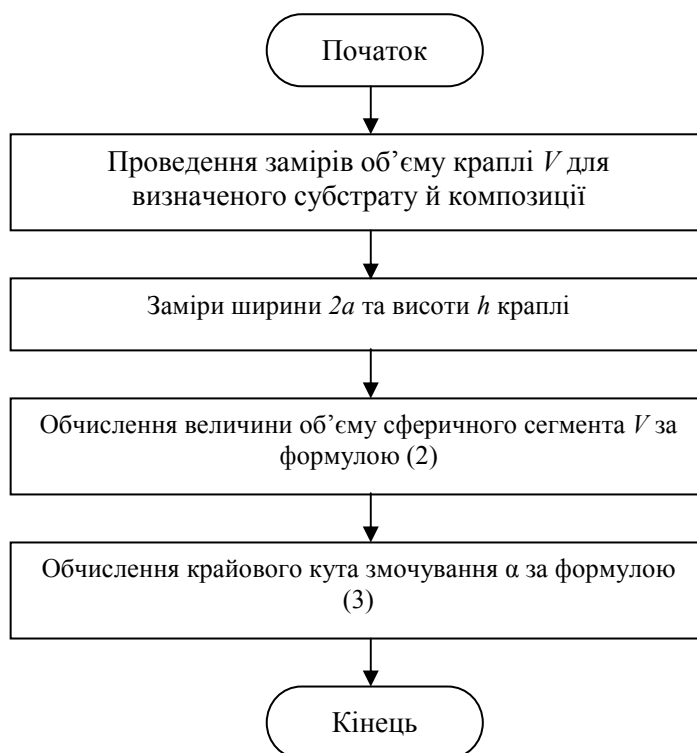 Початок
Проведення замірів об’єму краплі V для
визначеного субстрату й композиції
Заміри ширини 2a та висоти h краплі
Обчислення величини об’єму сферичного сегмента V за
формулою (2)
Обчислення крайового кута змочування α за формулою
(3)
Кінець